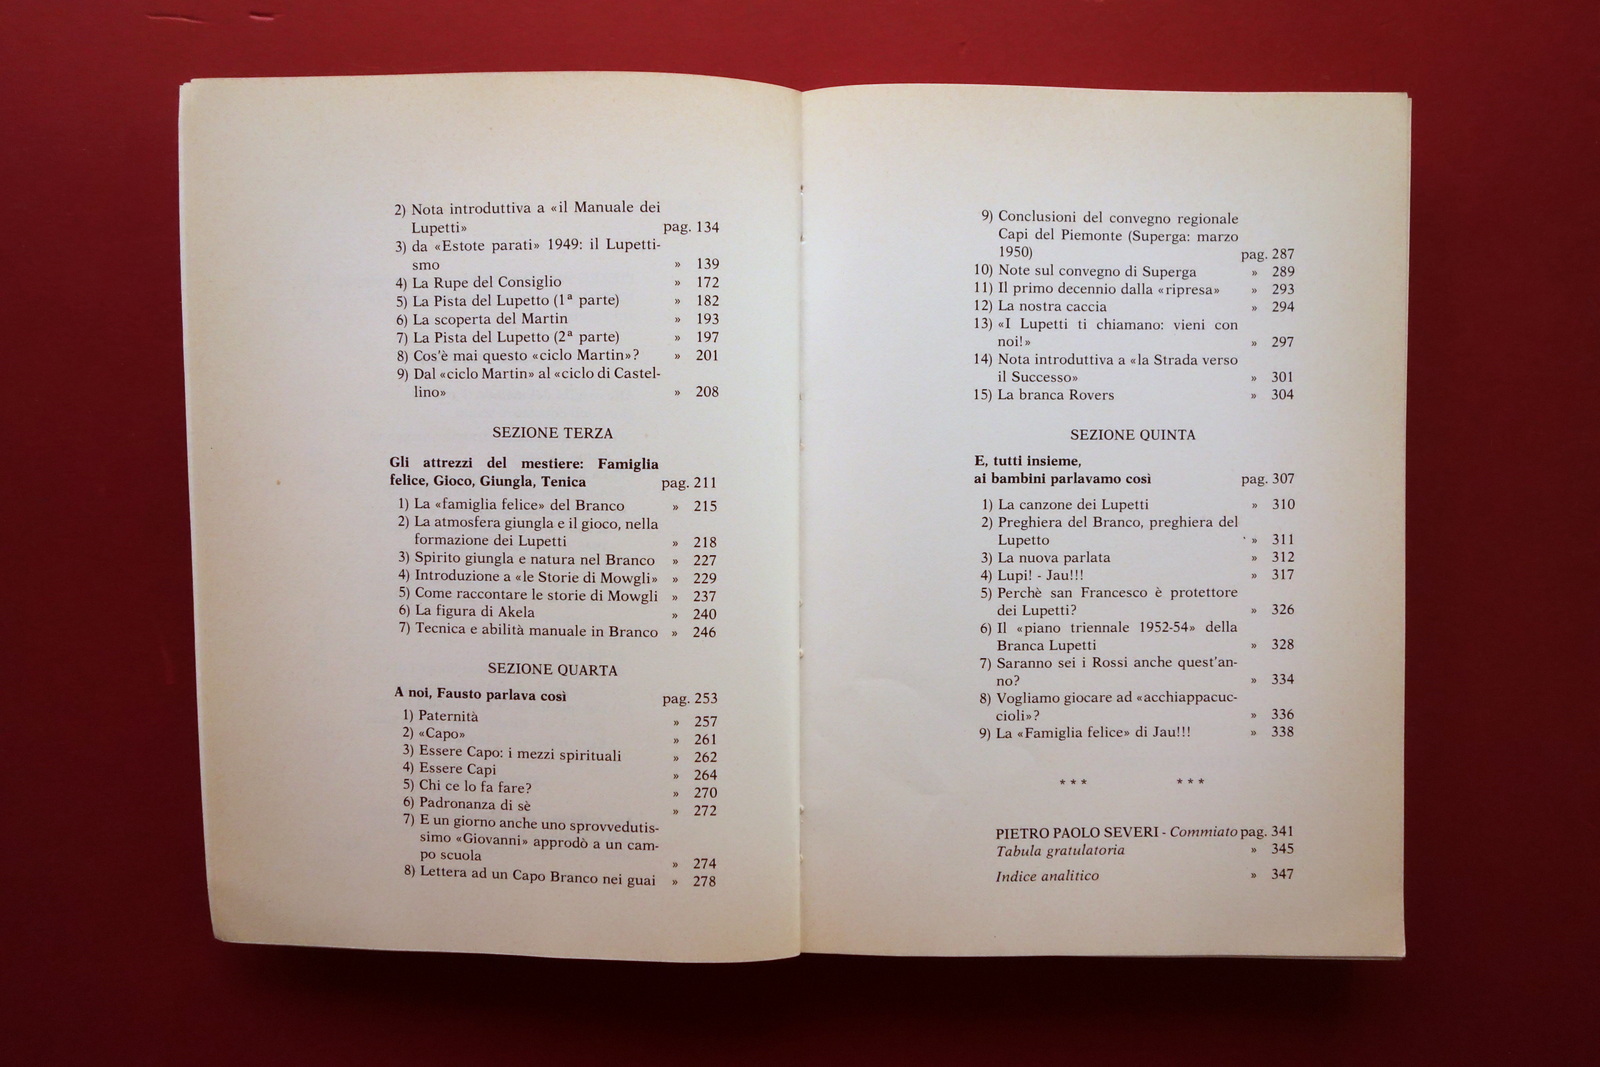 2) Nota introduttiva a «il Manuale dei
Lupetti» pag. 134
3) da «Estote parati» 1949: il Lupetti-
smo » 139
4) La Rupe del Consiglio » 172
5) La Pista del Lupetto (1ª parte) » 182
6) La scoperta del Martin » 193
7) La Pista del Lupetto (2ª parte) » 197
8) Cos'è mai questo «ciclo Martin»? » 201
9) Dal «ciclo Martin» al «ciclo di Castel-
lino» » 208
SEZIONE TERZA
Gli attrezzi del mestiere: Famiglia
felice, Gioco, Giungla, Tenica pag. 211
1) La «famiglia felice» del Branco » 215
2) La atmosfera giungla e il gioco, nella
formazione dei Lupetti » 218
3) Spirito giungla e natura nel Branco » 227
4) Introduzione a «le Storie di Mowgli» » 229
5) Come raccontare le storie di Mowgli » 237
6) La figura di Akela » 240
7) Tecnica e abilità manuale in Branco » 246
SEZIONE QUARTA
A noi, Fausto parlava così pag. 253
1) Paternità » 257
2) «Capo» » 261
3) Essere Capo: i mezzi spirituali » 262
4) Essere Capi » 264
5) Chi ce lo fa fare? » 270
6) Padronanza di sè » 272
7) E un giorno anche uno sprovvedutis-
simo «Giovanni» approdò a un cam-
po scuola » 274
8) Lettera ad un Capo Branco nei guai » 278
9) Conclusioni del convegno regionale
Capi del Piemonte (Superga: marzo
1950) pag. 287
10) Note sul convegno di Superga » 289
11) Il primo decennio dalla «ripresa» » 293
12) La nostra caccia » 294
13) «I Lupetti ti chiamano: vieni con
noi!» » 297
14) Nota introduttiva a «la Strada verso
il Successo» » 301
15) La branca Rovers » 304
SEZIONE QUINTA
E, tutti insieme,
ai bambini parlavamo così pag. 307
1) La canzone dei Lupetti » 310
2) Preghiera del Branco, preghiera del
Lupetto » 311
3) La nuova parlata » 312
4) Lupi! - Jau!!! » 317
5) Perchè san Francesco è protettore
dei Lupetti? » 326
6) Il «piano triennale 1952-54» della
Branca Lupetti » 328
7) Saranno sei i Rossi anche quest'an-
no? » 334
8) Vogliamo giocare ad «acchiappacuc-
cioli»? » 336
9) La «Famiglia felice» di Jau!!! » 338
* * * * * *
PIETRO PAOLO SEVERI - Commiato pag. 341
Tabula gratulatoria » 345
Indice analitico » 347